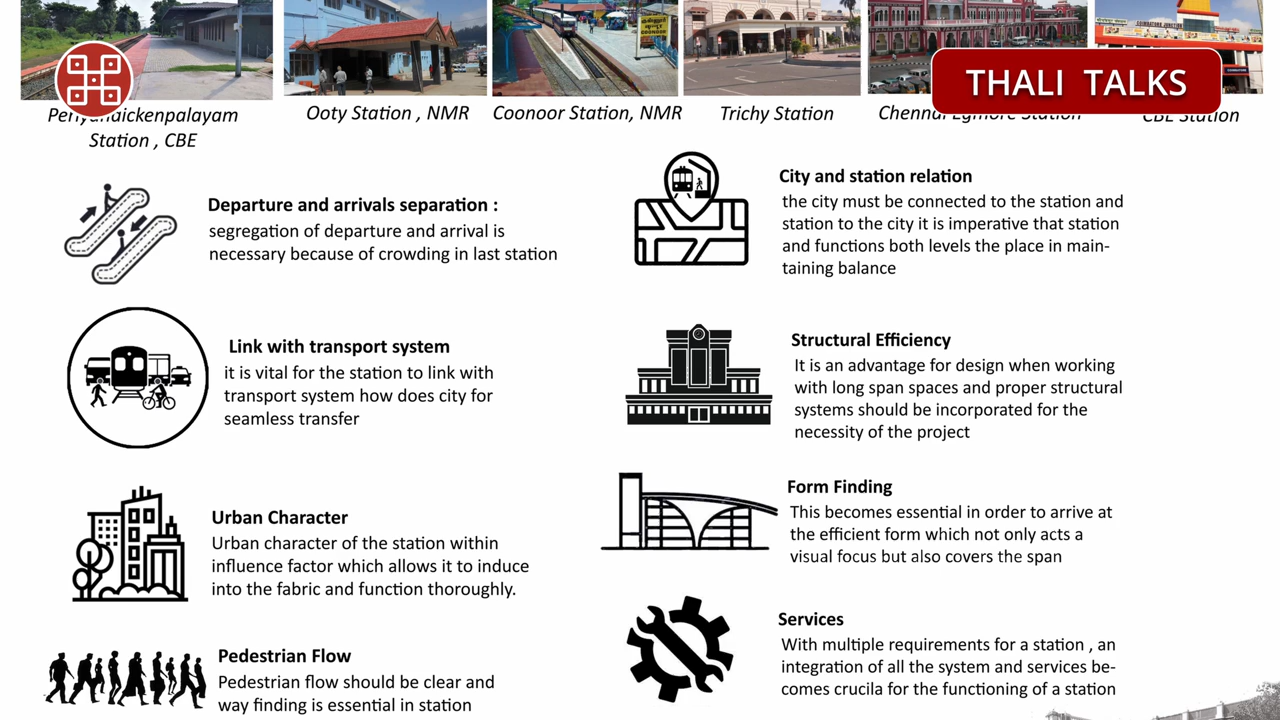 THALI TALKS
Periyanaickenpalayam
Station , CBE
Ooty Station , NMR
Coonoor Station, NMR
Trichy Station
Chennai Egmore Station
CBE Station
Departure and arrivals separation :
segregation of departure and arrival is
necessary because of crowding in last station
Link with transport system
it is vital for the station to link with
transport system how does city for
seamless transfer
Urban Character
Urban character of the station within
influence factor which allows it to induce
into the fabric and function thoroughly.
Pedestrian Flow
Pedestrian flow should be clear and
way finding is essential in station
City and station relation
the city must be connected to the station and
station to the city it is imperative that station
and functions both levels the place in main-
taining balance
Structural Efficiency
It is an advantage for design when working
with long span spaces and proper structural
systems should be incorporated for the
necessity of the project
Form Finding
This becomes essential in order to arrive at
the efficient form which not only acts a
visual focus but also covers the span
Services
With multiple requirements for a station , an
integration of all the system and services be-
comes crucila for the functioning of a station